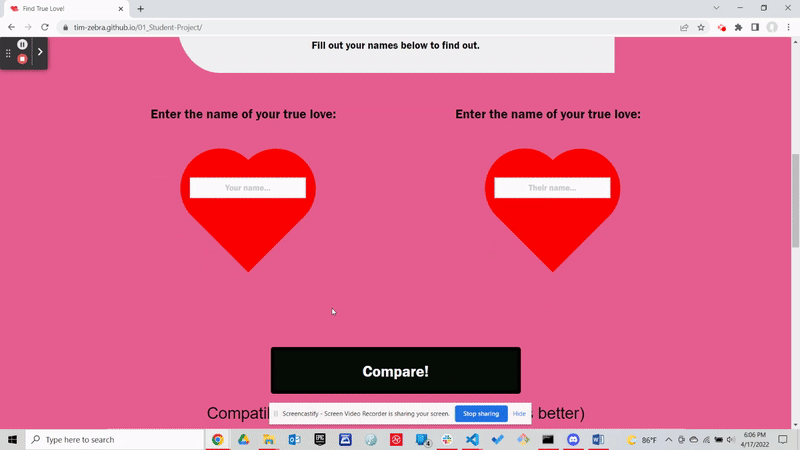 Find True Love!
tim-zebra.github.io/01_Student-Project/
Fill out your names below to find out.
Enter the name of your true love:
Enter the name of your true love:
Your name...
Their name...
Compare!
Compati
s better)
Screencastify - Screen Video Recorder is sharing your screen.
Stop sharing
Hide
Type here to search
EPIC
4
86°F
6:06 PM
4/17/2022